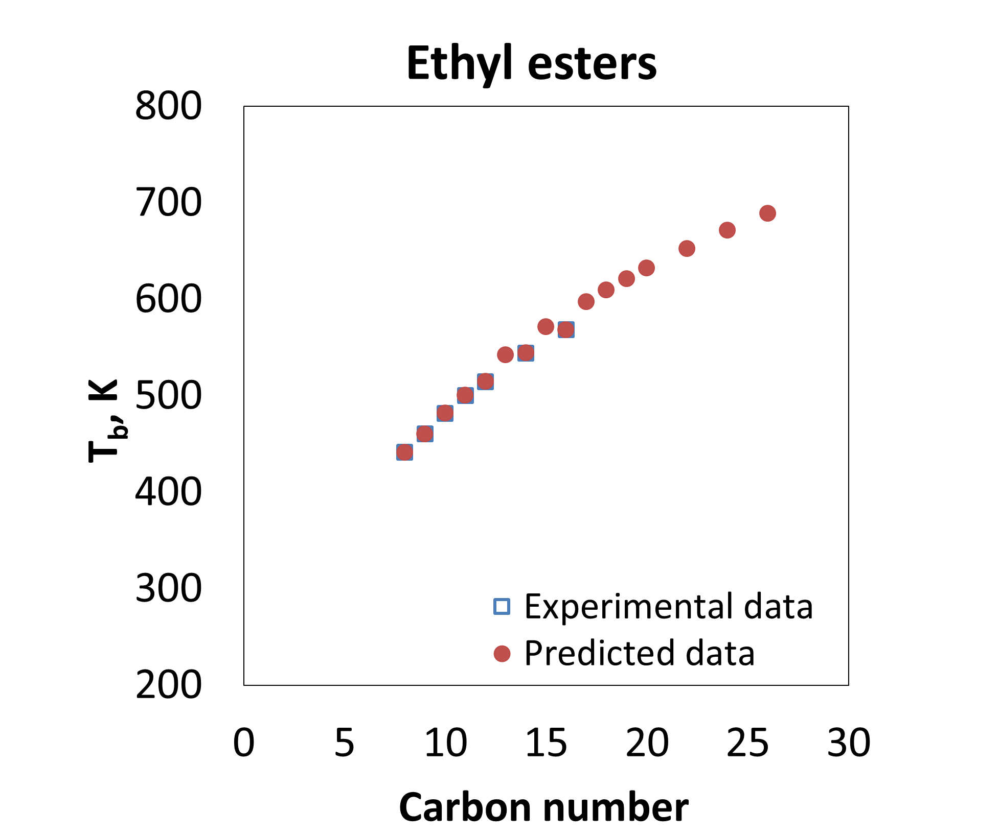 Ethyl esters
800
700
600
500
400
300
200
T_b, K
Experimental data
Predicted data
0 5 10 15 20 25 30
Carbon number